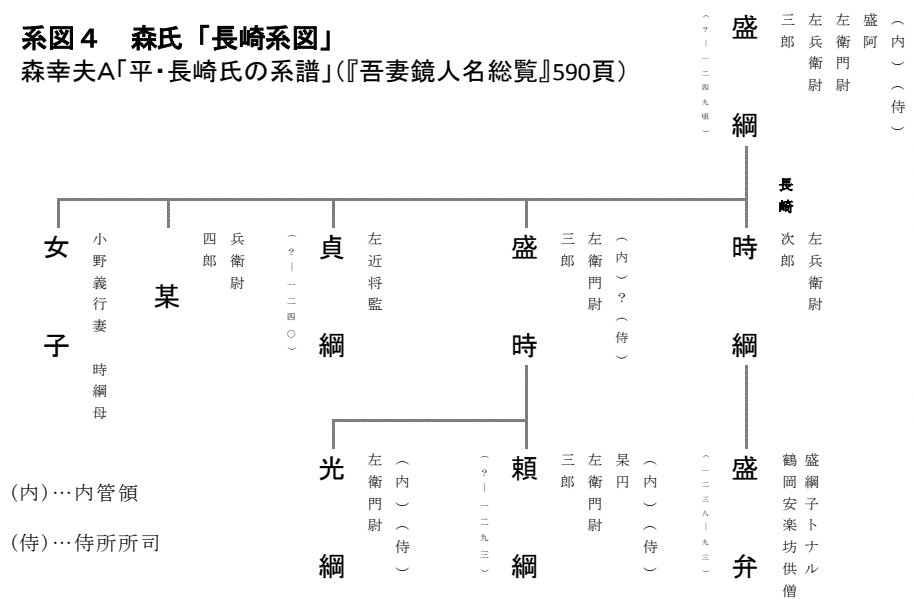 系図４　森氏「長崎系図」
森幸夫A「平・長崎氏の系譜」(『吾妻鏡人名総覧』590頁)
（内）（侍）
盛阿
左衛門尉
左兵衛尉
三郎
盛綱
（？―一二四九頃）
長崎
左兵衛尉
次郎
時綱
（内）？（侍）
左衛門尉
三郎
盛時
左近将監
貞綱
（？―一二四〇）
兵衛尉
四郎
某
小野義行妻　時綱母
女子
盛綱子トナル
鶴岡安楽坊供僧
盛弁
（一二三八―九三）
（内）（侍）
杲円
左衛門尉
三郎
頼綱
（？―一二九三）
（内）（侍）
左衛門尉
光綱
(内)…内管領
(侍)…侍所所司